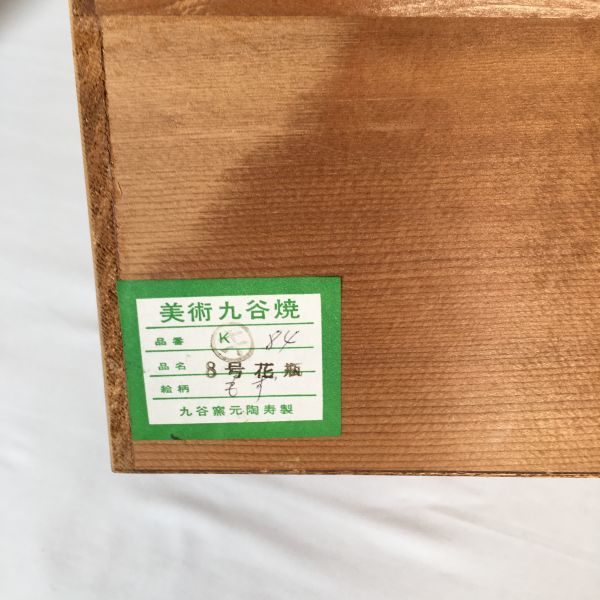 美術九谷焼
品番 K 84
品名 8号花瓶
絵柄 もず
九谷窯元陶寿製